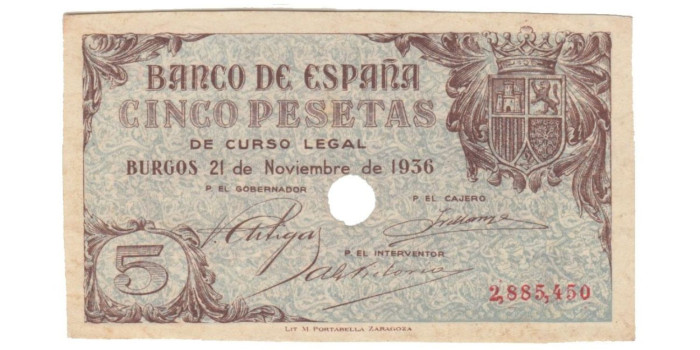 BANCO DE ESPAÑA
CINCO PESETAS
DE CURSO LEGAL
BURGOS 21 de Noviembre de 1936
P. EL GOBERNADOR
P. EL CAJERO
P. EL INTERVENTOR
5
2,885,450
LIT M. PORTABELLA ZARAGOZA